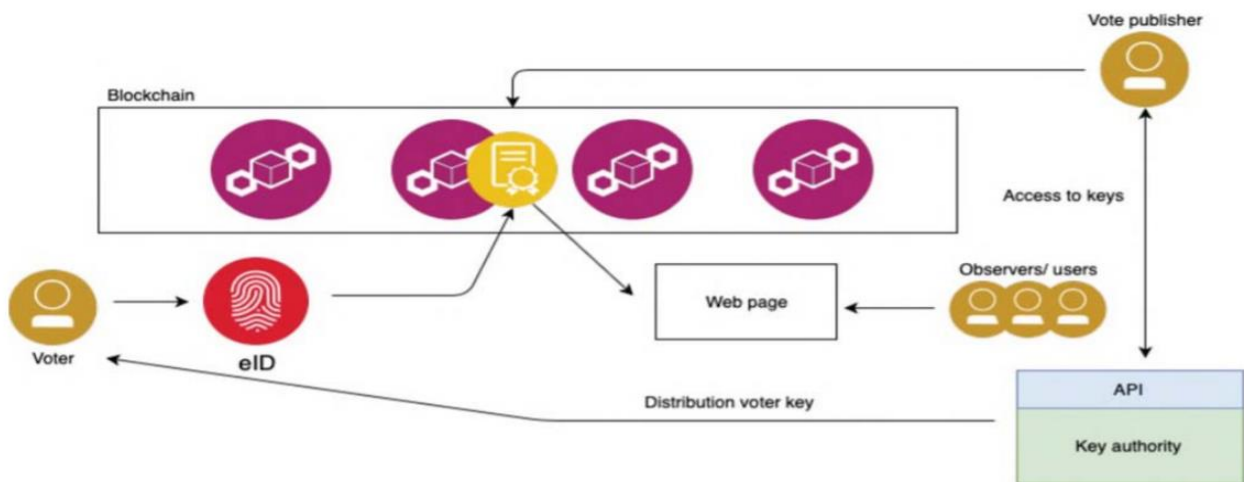 Vote publisher
Blockchain
Access to keys
Observers/ users
Web page
Voter
eID
Distribution voter key
API
Key authority